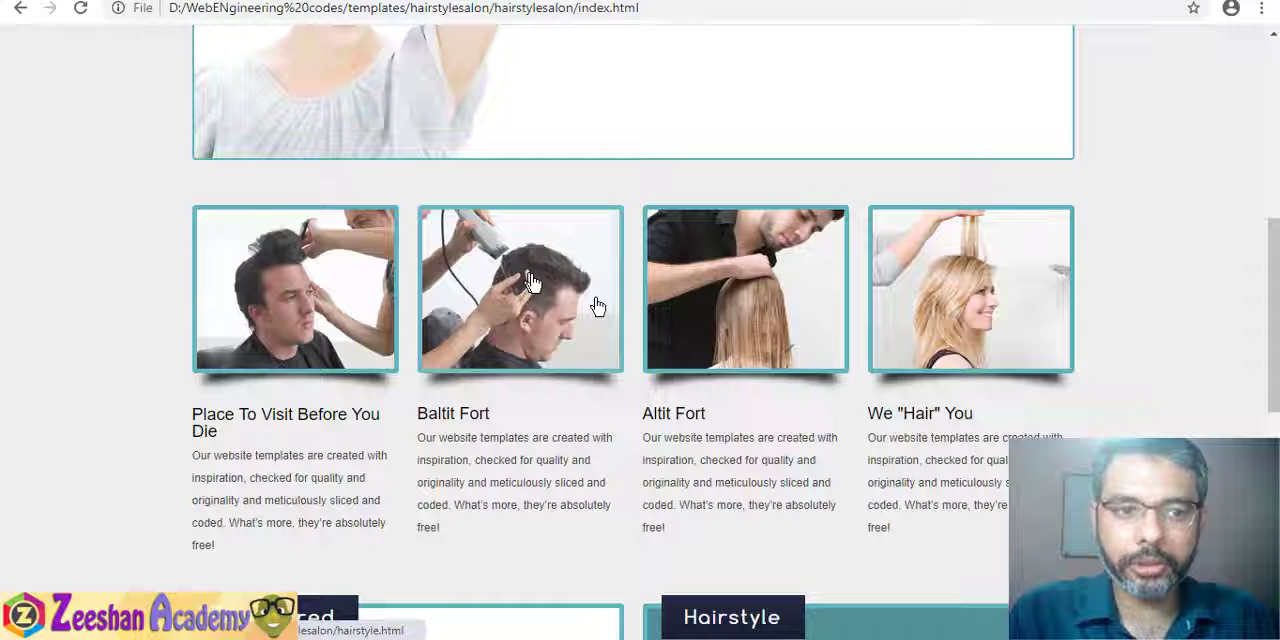 File
D:/WebENgineering%20codes/templates/hairstylesalon/hairstylesalon/index.html
Place To Visit Before You
Die
Our website templates are created with
inspiration, checked for quality and
originality and meticulously sliced and
coded. What's more, they're absolutely
free!
Baltit Fort
Our website templates are created with
inspiration, checked for quality and
originality and meticulously sliced and
coded. What's more, they're absolutely
free!
Altit Fort
Our website templates are created with
inspiration, checked for quality and
originality and meticulously sliced and
coded. What's more, they're absolutely
free!
We "Hair" You
Our website templates are created with
inspiration, checked for
originality and meticulously
coded. What's more, they
free!
Hairstyle
Z Zeeshan Academy
lesalon/hairstyle.html